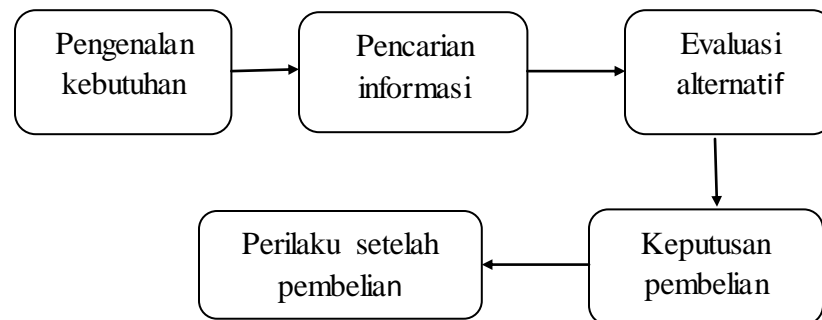 Pengenalan
kebutuhan
Pencarian
informasi
Evaluasi
alternatif
Keputusan
pembelian
Perilaku setelah
pembelian